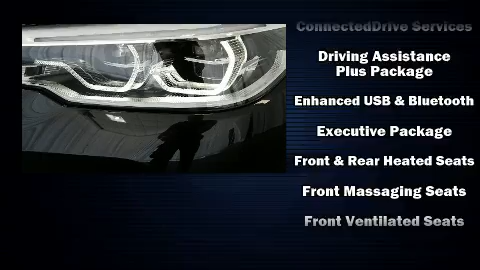 ConnectedDrive Services
Driving Assistance
Plus Package
Enhanced USB & Bluetooth
Executive Package
Front & Rear Heated Seats
Front Massaging Seats
Front Ventilated Seats